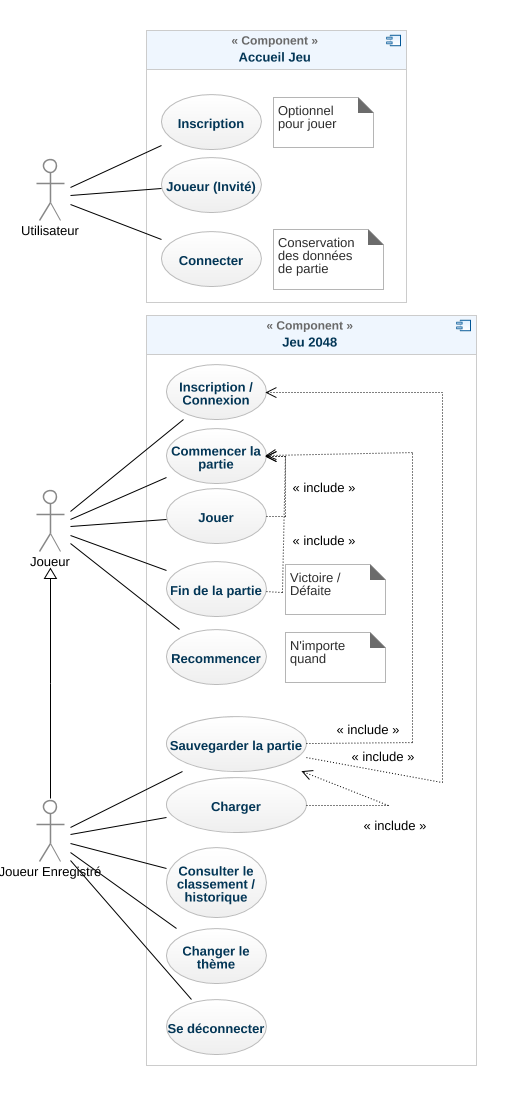 « Component »
Accueil Jeu
Inscription
Optionnel
pour jouer
Joueur (Invité)
Utilisateur
Connecter
Conservation
des données
de partie
« Component »
Jeu 2048
Inscription /
Connexion
Commencer la
partie
« include »
Jouer
« include »
Joueur
Fin de la partie
Victoire /
Défaite
Recommencer
N'importe
quand
« include »
Sauvegarder la partie
« include »
Charger
« include »
Joueur Enregistré
Consulter le
classement /
historique
Changer le
thème
Se déconnecter